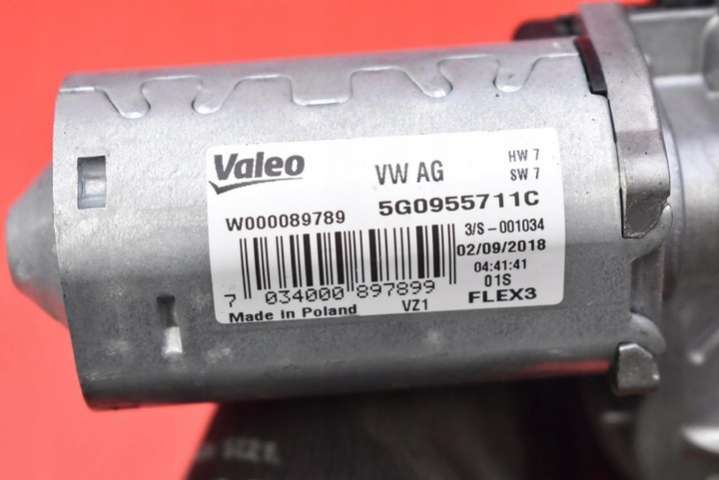 Valeo
VW AG
HW 7
SW 7
W000089789
5G0955711C
3/S-001034
02/09/2018
04:41:41
01S
FLEX3
7 034000 897899
VZ1
Made in Poland